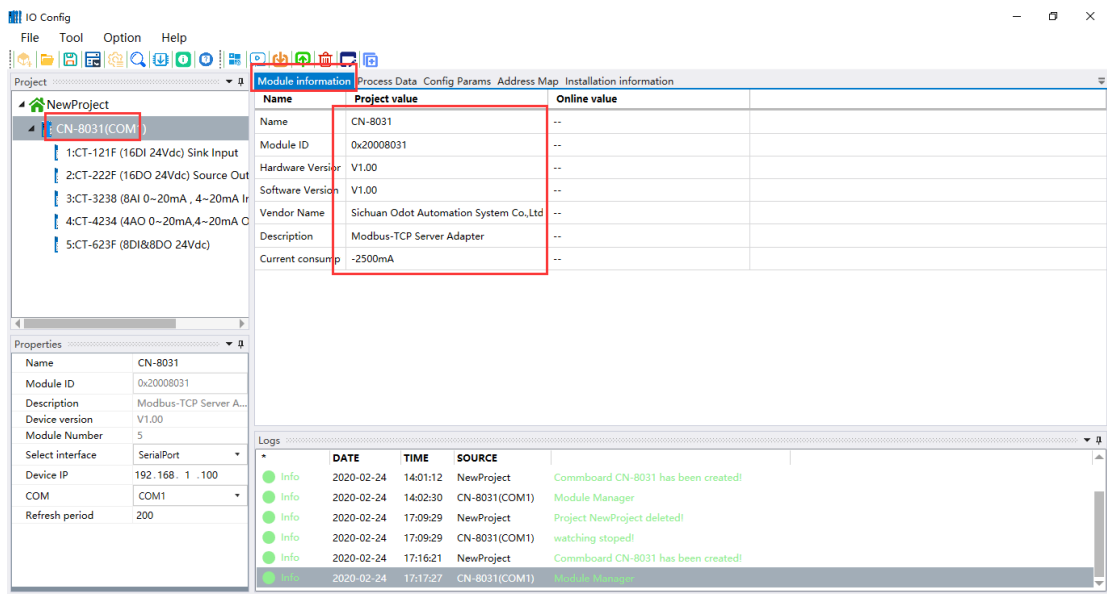 IO Config
File Tool Option Help
Project
NewProject
CN-8031(COM1)
1:CT-121F (16DI 24Vdc) Sink Input
2:CT-222F (16DO 24Vdc) Source Out
3:CT-3238 (8AI 0~20mA , 4~20mA Ir
4:CT-4234 (4AO 0~20mA,4~20mA O
5:CT-623F (8DI&8DO 24Vdc)
Module information Process Data Config Params Address Map Installation information
Name Project value Online value
Name CN-8031 --
Module ID 0x20008031 --
Hardware Version V1.00 --
Software Version V1.00 --
Vendor Name Sichuan Odot Automation System Co.,Ltd --
Description Modbus-TCP Server Adapter --
Current consump -2500mA --
Properties
Name CN-8031
Module ID 0x20008031
Description Modbus-TCP Server A...
Device version V1.00
Module Number 5
Select interface SerialPort
Device IP 192.168. 1 .100
COM COM1
Refresh period 200
Logs
* DATE TIME SOURCE
Info 2020-02-24 14:01:12 NewProject Commboard CN-8031 has been created!
Info 2020-02-24 14:02:30 CN-8031(COM1) Module Manager
Info 2020-02-24 17:09:29 NewProject Project NewProject deleted!
Info 2020-02-24 17:09:29 CN-8031(COM1) watching stoped!
Info 2020-02-24 17:16:21 NewProject Commboard CN-8031 has been created!
Info 2020-02-24 17:17:27 CN-8031(COM1) Module Manager